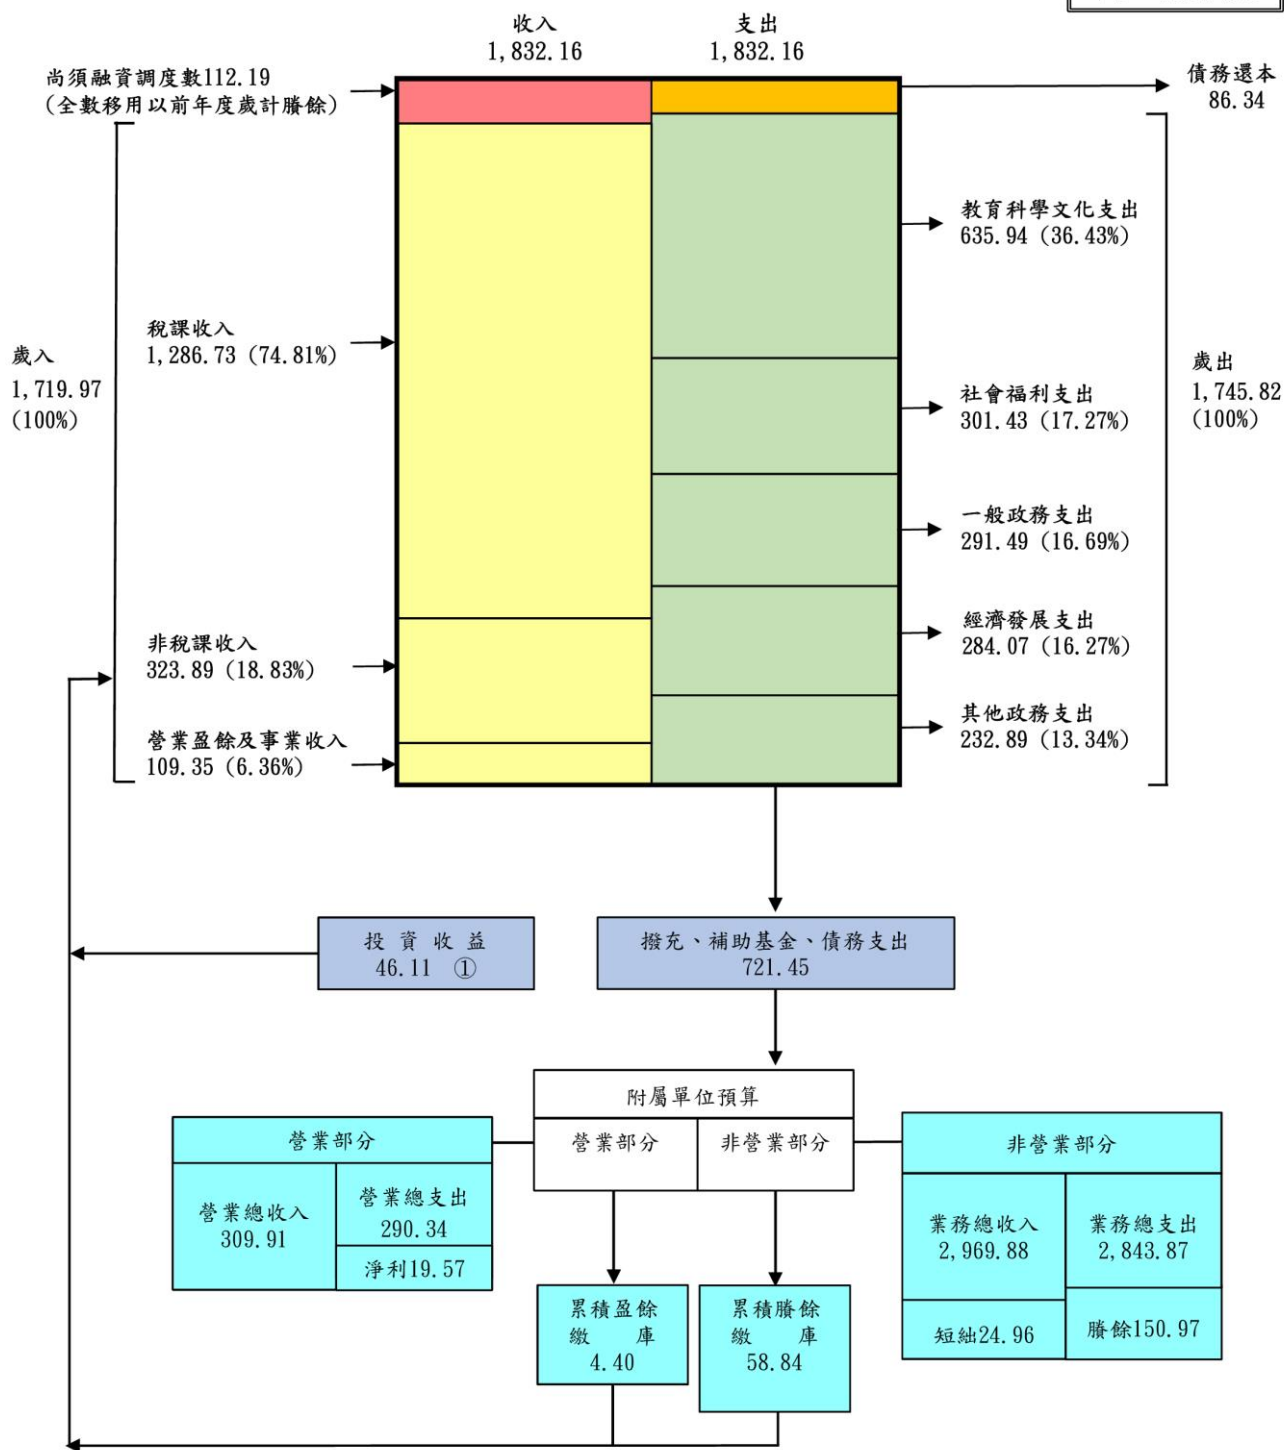 收入
1,832.16
支出
1,832.16
尚須融資調度數112.19
(全數移用以前年度歲計賸餘)
債務還本
86.34
歲入
1,719.97
(100%)
稅課收入
1,286.73 (74.81%)
非稅課收入
323.89 (18.83%)
營業盈餘及事業收入
109.35 (6.36%)
教育科學文化支出
635.94 (36.43%)
社會福利支出
301.43 (17.27%)
一般政務支出
291.49 (16.69%)
經濟發展支出
284.07 (16.27%)
其他政務支出
232.89 (13.34%)
歲出
1,745.82
(100%)
投資收益
46.11 ①
撥充、補助基金、債務支出
721.45
附屬單位預算
營業部分
非營業部分
營業部分
營業總收入
309.91
營業總支出
290.34
淨利19.57
非營業部分
業務總收入
2,969.88
業務總支出
2,843.87
短絀24.96
賸餘150.97
累積盈餘
繳 庫
4.40
累積賸餘
繳 庫
58.84